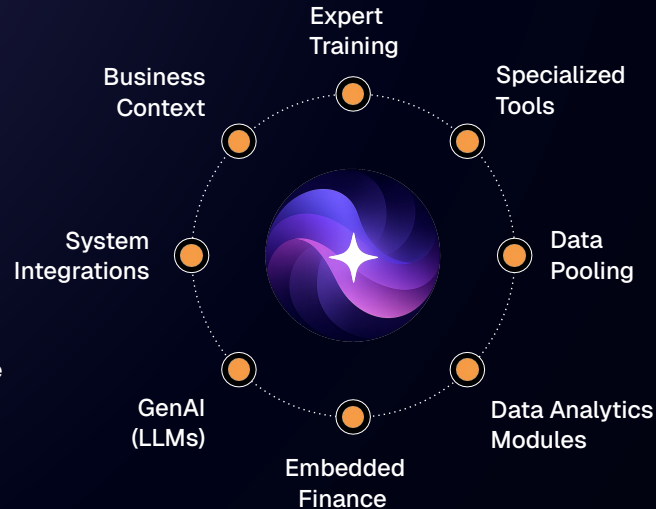 Expert
Training
Business
Context
Specialized
Tools
System
Integrations
Data
Pooling
GenAI
(LLMs)
Data Analytics
Modules
Embedded
Finance